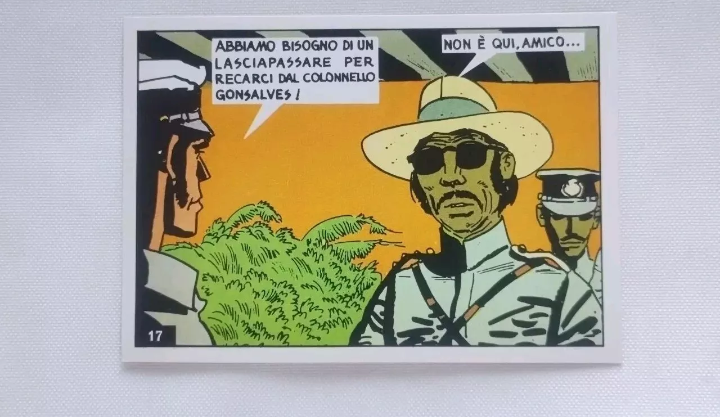 ABBIAMO BISOGNO DI UN
LASCIAPASSARE PER
RECARCI DAL COLONNELLO
GONSALVES!
NON È QUI, AMICO...
17